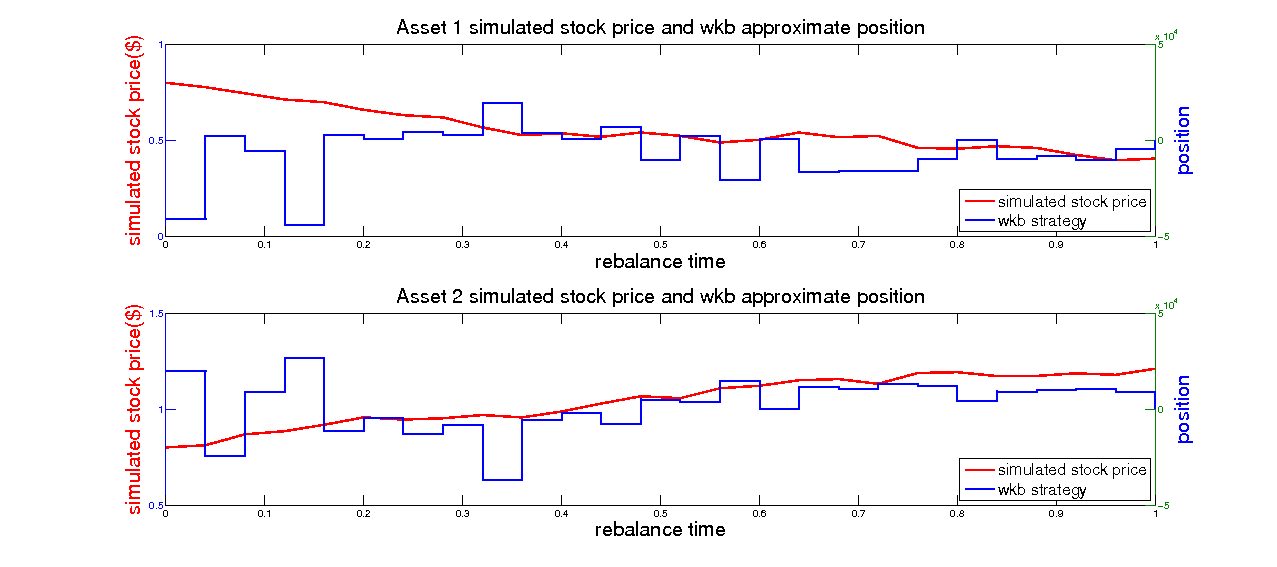 Asset 1 simulated stock price and wkb approximate position
simulated stock price($)
1
0.5
0
x 10^4
5
0
-5
position
simulated stock price
wkb strategy
0 0.1 0.2 0.3 0.4 0.5 0.6 0.7 0.8 0.9 1
rebalance time
Asset 2 simulated stock price and wkb approximate position
simulated stock price($)
1.5
1
0.5
x 10^4
5
0
-5
position
simulated stock price
wkb strategy
0 0.1 0.2 0.3 0.4 0.5 0.6 0.7 0.8 0.9 1
rebalance time